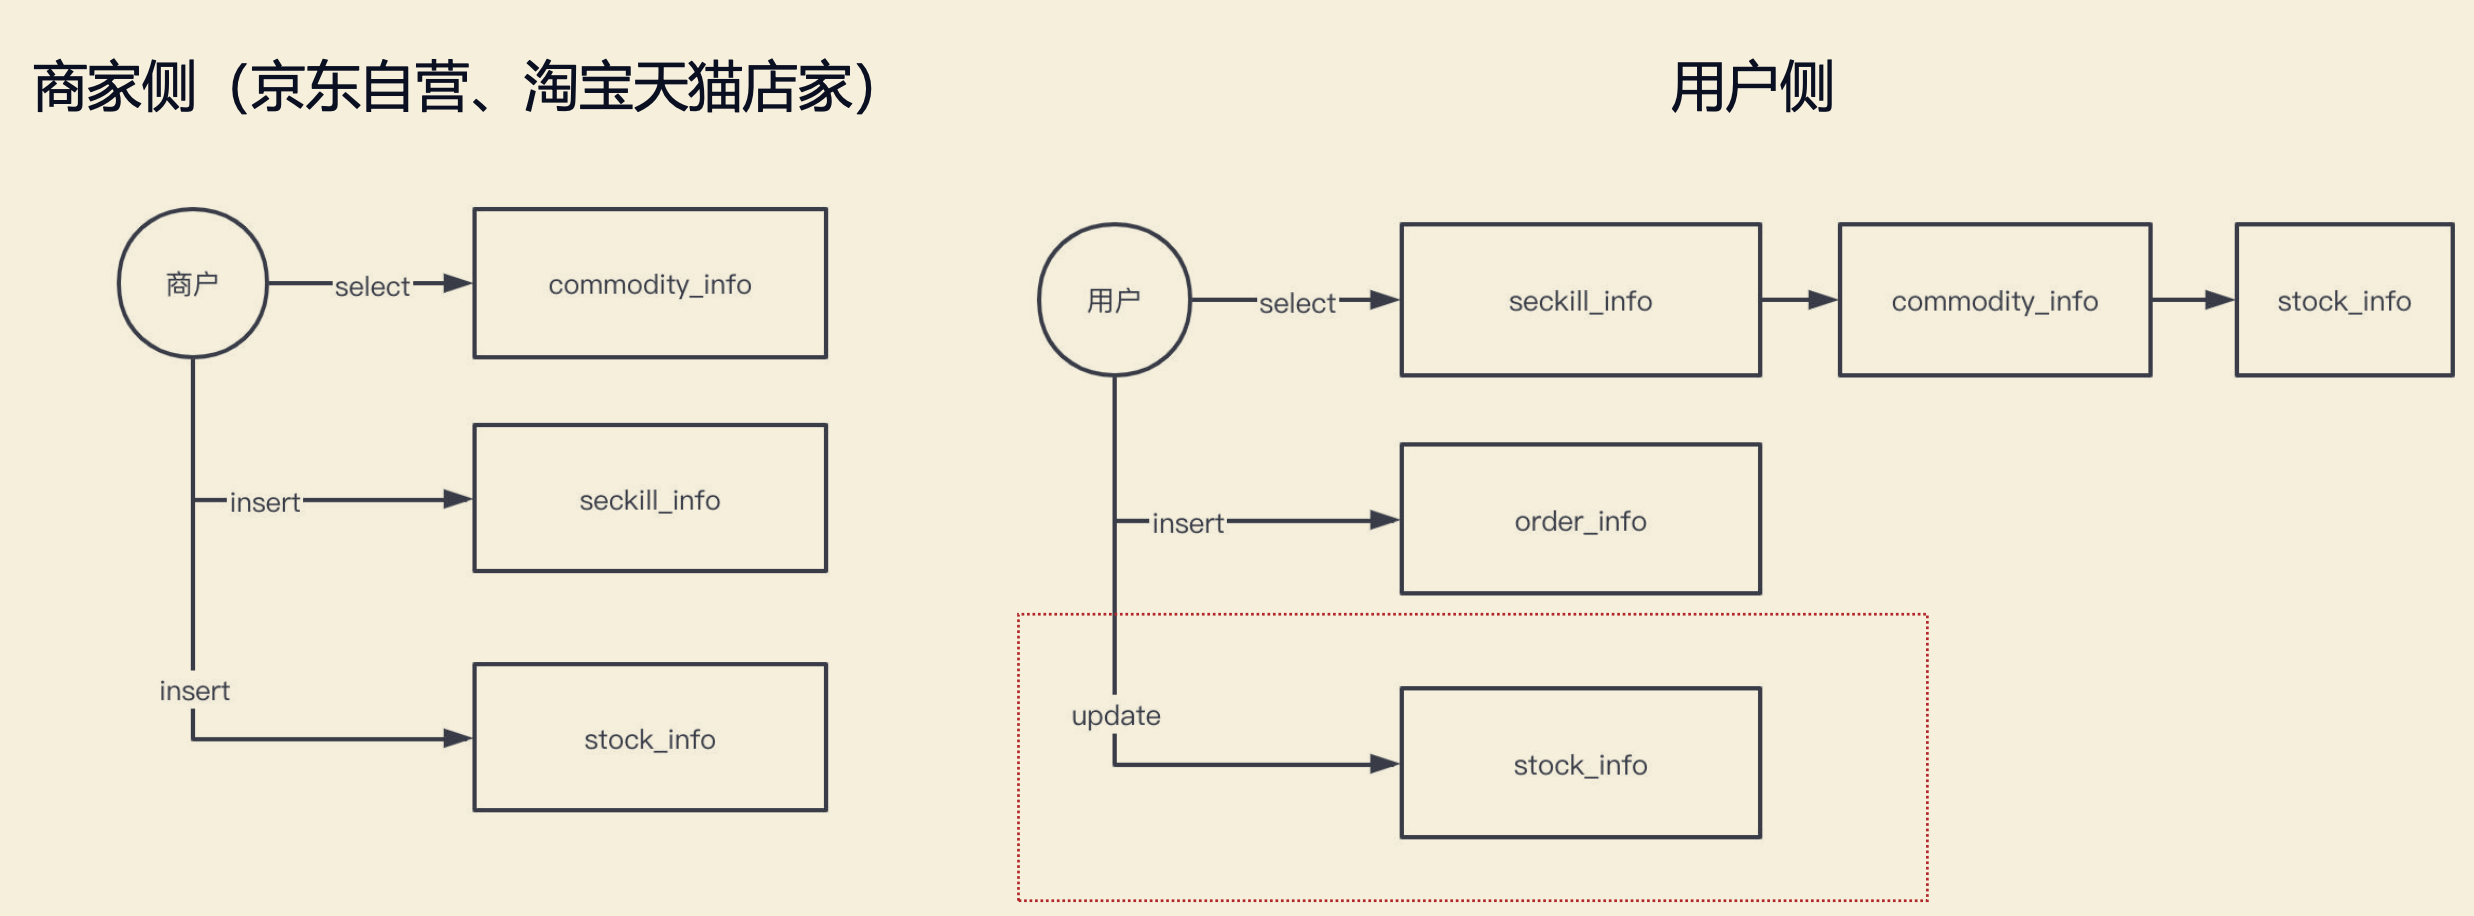 商家侧（京东自营、淘宝天猫店家）
商户
select
commodity_info
insert
seckill_info
insert
stock_info
用户侧
用户
select
seckill_info
commodity_info
stock_info
insert
order_info
update
stock_info